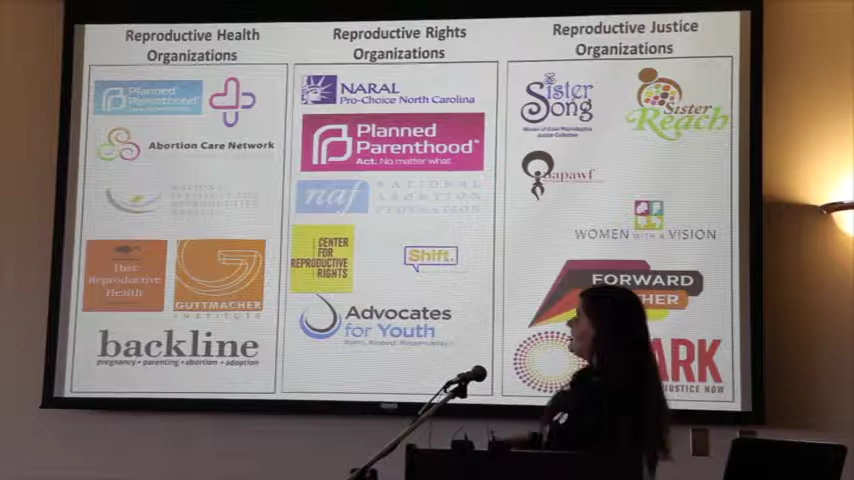 Reproductive Health
Organizations
Planned
Parenthood
Abortion Care Network
Ibis
Reproductive
Health
GUTTMACHER
INSTITUTE
backline
pregnancy • parenting • abortion • adoption
Reproductive Rights
Organizations
NARAL
Pro-Choice North Carolina
Planned
Parenthood
Act. No matter what
naf
NATIONAL
ABORTION
FEDERATION
CENTER
FOR
REPRODUCTIVE
RIGHTS
Shift.
Advocates
for Youth
Reproductive Justice
Organizations
Sister
Song
Sister
Reach
napawf
WOMEN WITH A VISION
FORWARD
HER
ARK
JUSTICE NOW